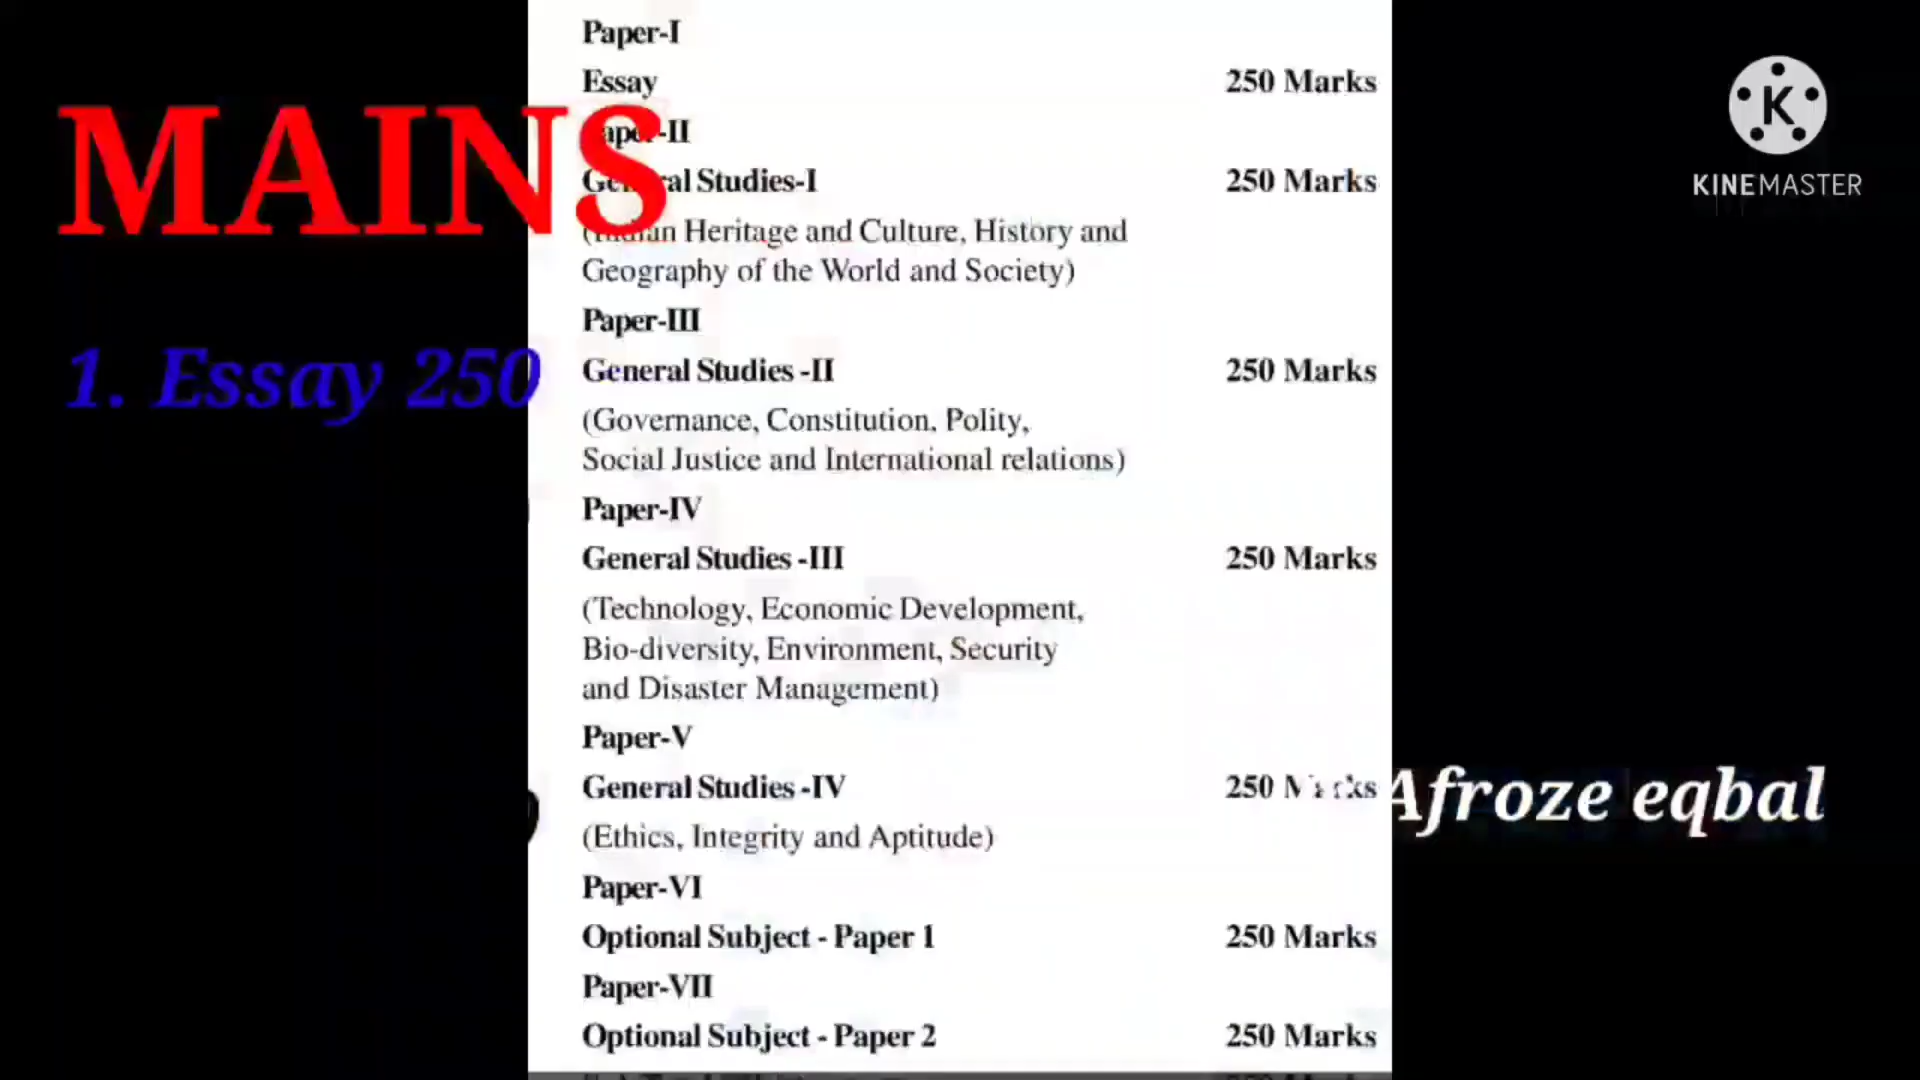 Paper-I
Essay 250 Marks
MAINS
Paper-II
General Studies-I 250 Marks
(Indian Heritage and Culture, History and
Geography of the World and Society)
Paper-III
1. Essay 250
General Studies -II 250 Marks
(Governance, Constitution, Polity,
Social Justice and International relations)
Paper-IV
General Studies -III 250 Marks
(Technology, Economic Development,
Bio-diversity, Environment, Security
and Disaster Management)
Paper-V
General Studies -IV 250 Marks
(Ethics, Integrity and Aptitude)
Paper-VI
Optional Subject - Paper 1 250 Marks
Paper-VII
Optional Subject - Paper 2 250 Marks
K
KINEMASTER
Afroze eqbal